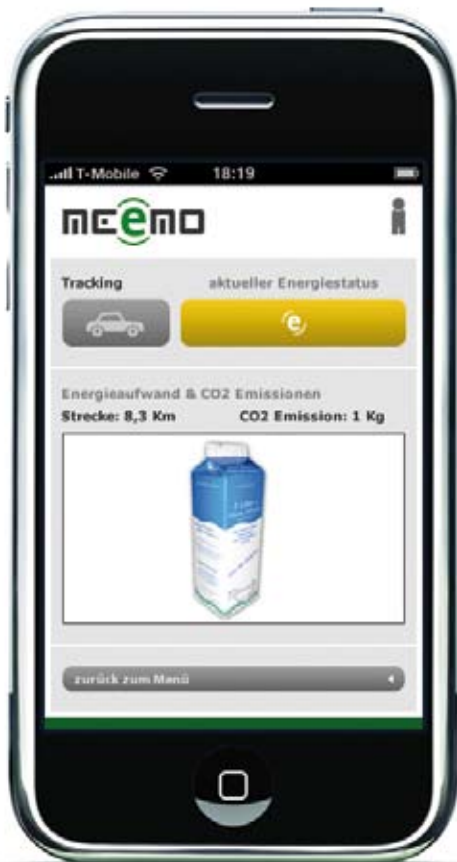 T-Mobile 18:19
mcemo
Tracking aktueller Energiestatus
e
Energieaufwand & CO2 Emissionen
Strecke: 8,3 Km CO2 Emission: 1 Kg
zurück zum Menü